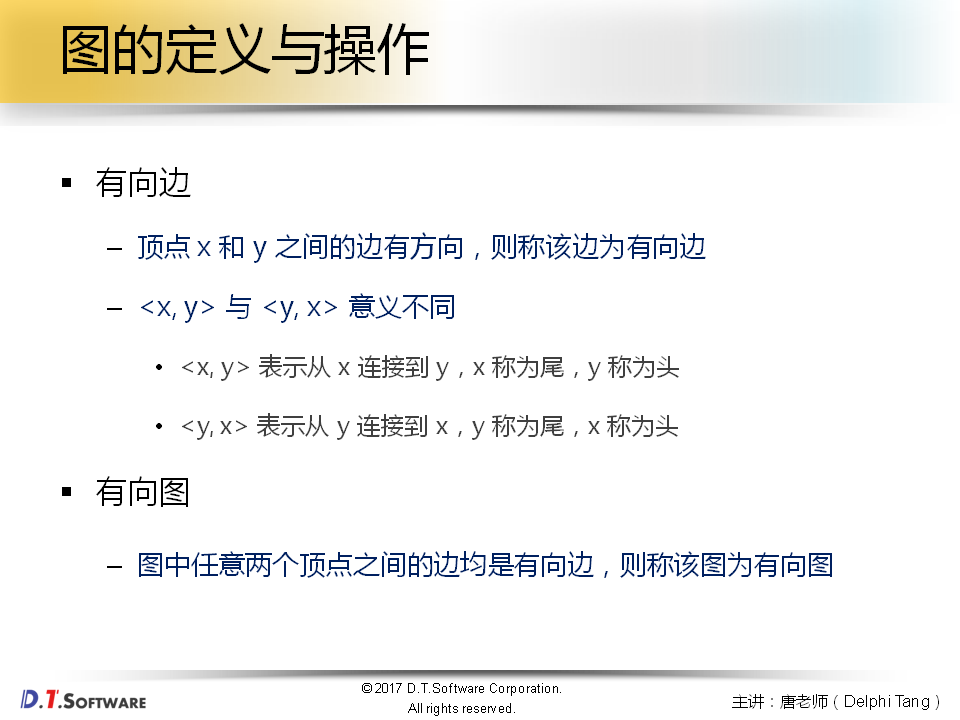 图的定义与操作
▪ 有向边
– 顶点 x 和 y 之间的边有方向，则称该边为有向边
– <x, y> 与 <y, x> 意义不同
• <x, y> 表示从 x 连接到 y，x 称为尾，y 称为头
• <y, x> 表示从 y 连接到 x，y 称为尾，x 称为头
▪ 有向图
– 图中任意两个顶点之间的边均是有向边，则称该图为有向图
D.T.SOFTWARE
©2017 D.T.Software Corporation.
All rights reserved.
主讲：唐老师（Delphi Tang）